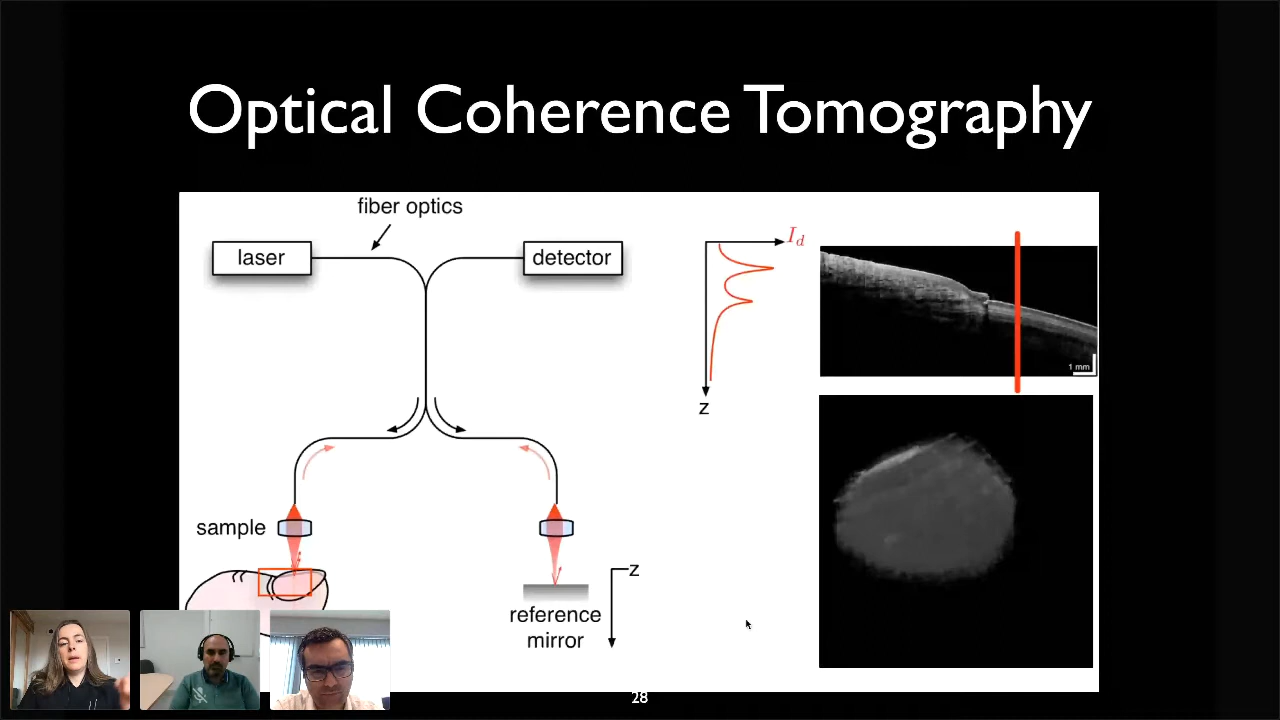 Optical Coherence Tomography
fiber optics
laser
detector
I_d
z
1 mm
sample
z
reference
mirror
28